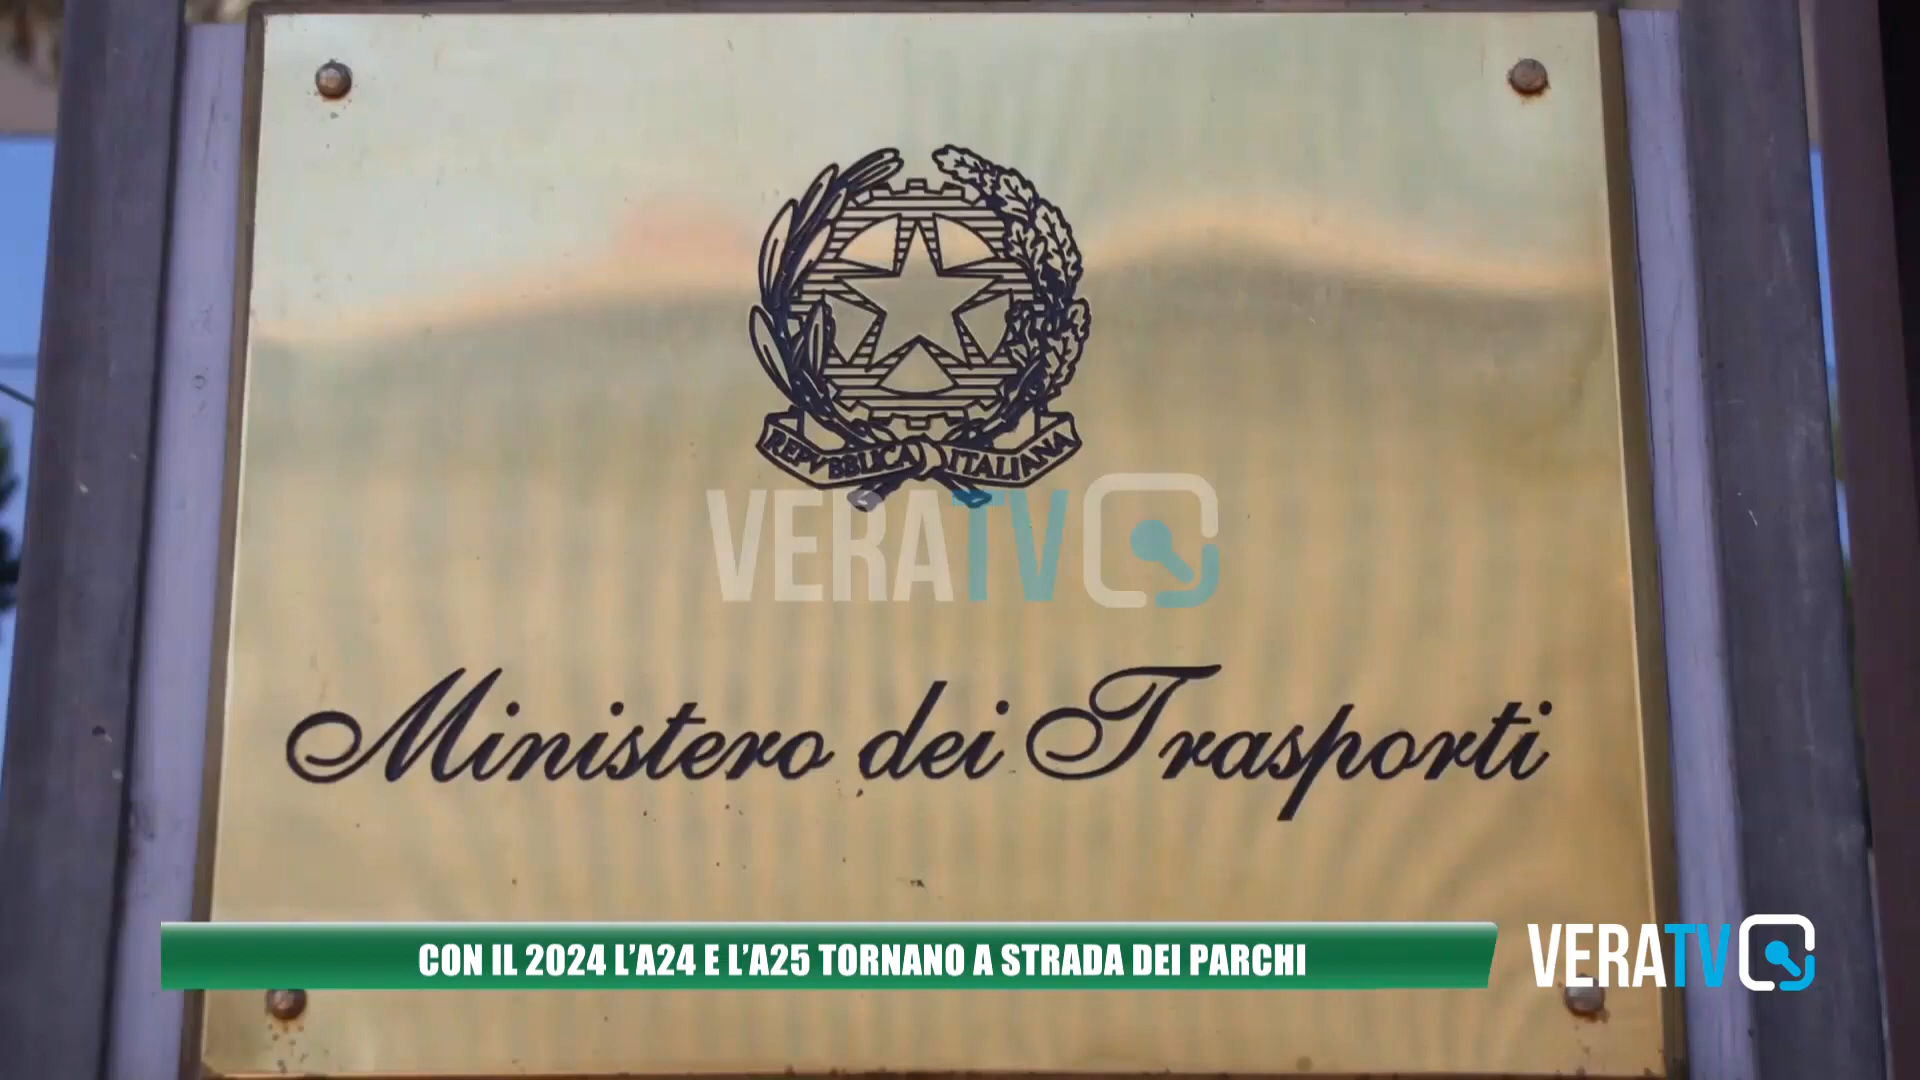 REPVBBLICA ITALIANA
VERATV
Ministero dei Trasporti
CON IL 2024 L'A24 E L'A25 TORNANO A STRADA DEI PARCHI
VERATV